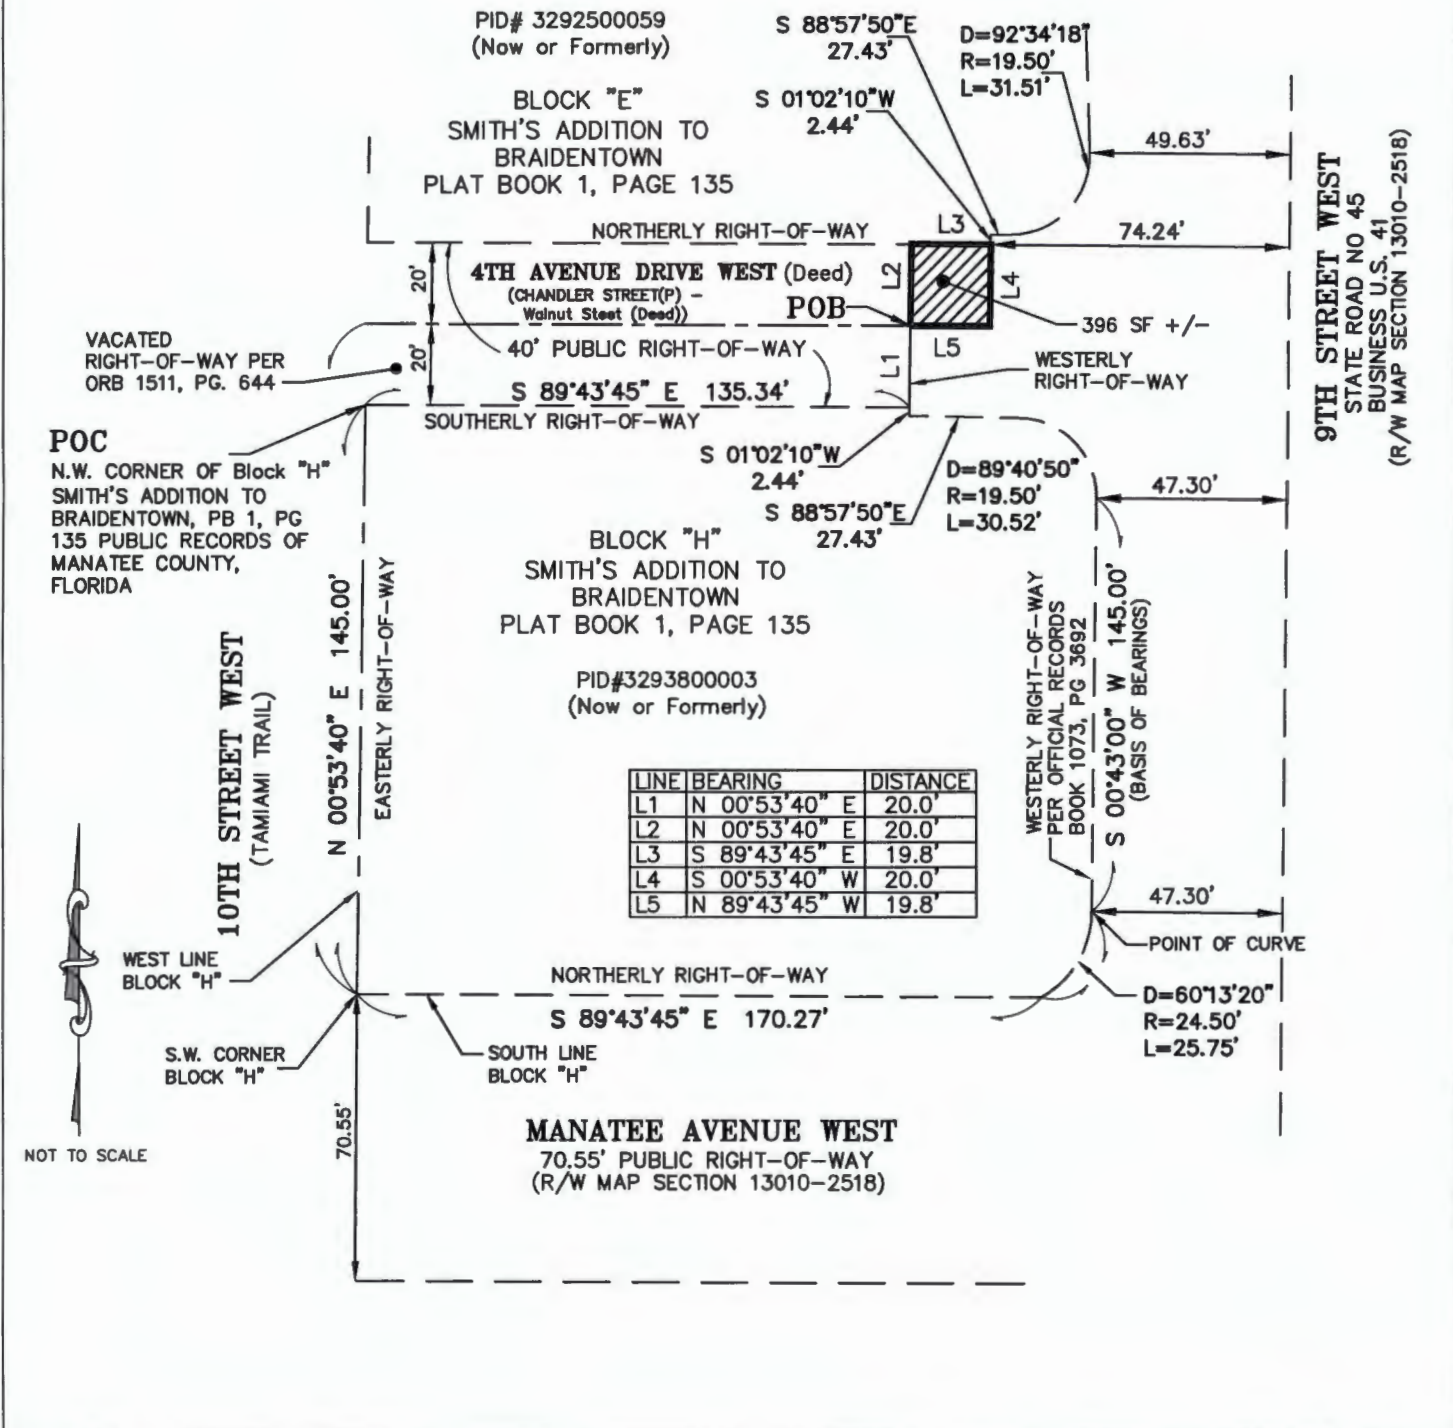 PID# 3292500059
(Now or Formerly)
S 88°57'50"E
27.43'
D=92°34'18"
R=19.50'
L=31.51'
BLOCK "E"
SMITH'S ADDITION TO
BRAIDENTOWN
PLAT BOOK 1, PAGE 135
S 01°02'10"W
2.44'
49.63'
NORTHERLY RIGHT-OF-WAY
L3
74.24'
9TH STREET WEST
STATE ROAD NO 45
BUSINESS U.S. 41
(R/W MAP SECTION 13010-2518)
20'
4TH AVENUE DRIVE WEST (Deed)
(CHANDLER STREET(P) -
Walnut Steet (Deed))
L2
L4
POB
396 SF +/-
VACATED
RIGHT-OF-WAY PER
ORB 1511, PG. 644
20'
40' PUBLIC RIGHT-OF-WAY
L5
L1
WESTERLY
RIGHT-OF-WAY
S 89°43'45" E 135.34'
SOUTHERLY RIGHT-OF-WAY
POC
N.W. CORNER OF Block "H"
SMITH'S ADDITION TO
BRAIDENTOWN, PB 1, PG
135 PUBLIC RECORDS OF
MANATEE COUNTY,
FLORIDA
S 01°02'10"W
2.44'
S 88°57'50"E
27.43'
D=89°40'50"
R=19.50'
L=30.52'
47.30'
BLOCK "H"
SMITH'S ADDITION TO
BRAIDENTOWN
PLAT BOOK 1, PAGE 135
PID#3293800003
(Now or Formerly)
10TH STREET WEST
(TAMIAMI TRAIL)
N 00°53'40" E 145.00'
EASTERLY RIGHT-OF-WAY
WESTERLY RIGHT-OF-WAY
PER OFFICIAL RECORDS
BOOK 1073, PG 3692
S 00°43'00" W 145.00'
(BASIS OF BEARINGS)
LINE BEARING DISTANCE
L1 N 00°53'40" E 20.0'
L2 N 00°53'40" E 20.0'
L3 S 89°43'45" E 19.8'
L4 S 00°53'40" W 20.0'
L5 N 89°43'45" W 19.8'
47.30'
POINT OF CURVE
WEST LINE
BLOCK "H"
NORTHERLY RIGHT-OF-WAY
S 89°43'45" E 170.27'
D=60°13'20"
R=24.50'
L=25.75'
S.W. CORNER
BLOCK "H"
SOUTH LINE
BLOCK "H"
70.55'
MANATEE AVENUE WEST
70.55' PUBLIC RIGHT-OF-WAY
(R/W MAP SECTION 13010-2518)
NOT TO SCALE